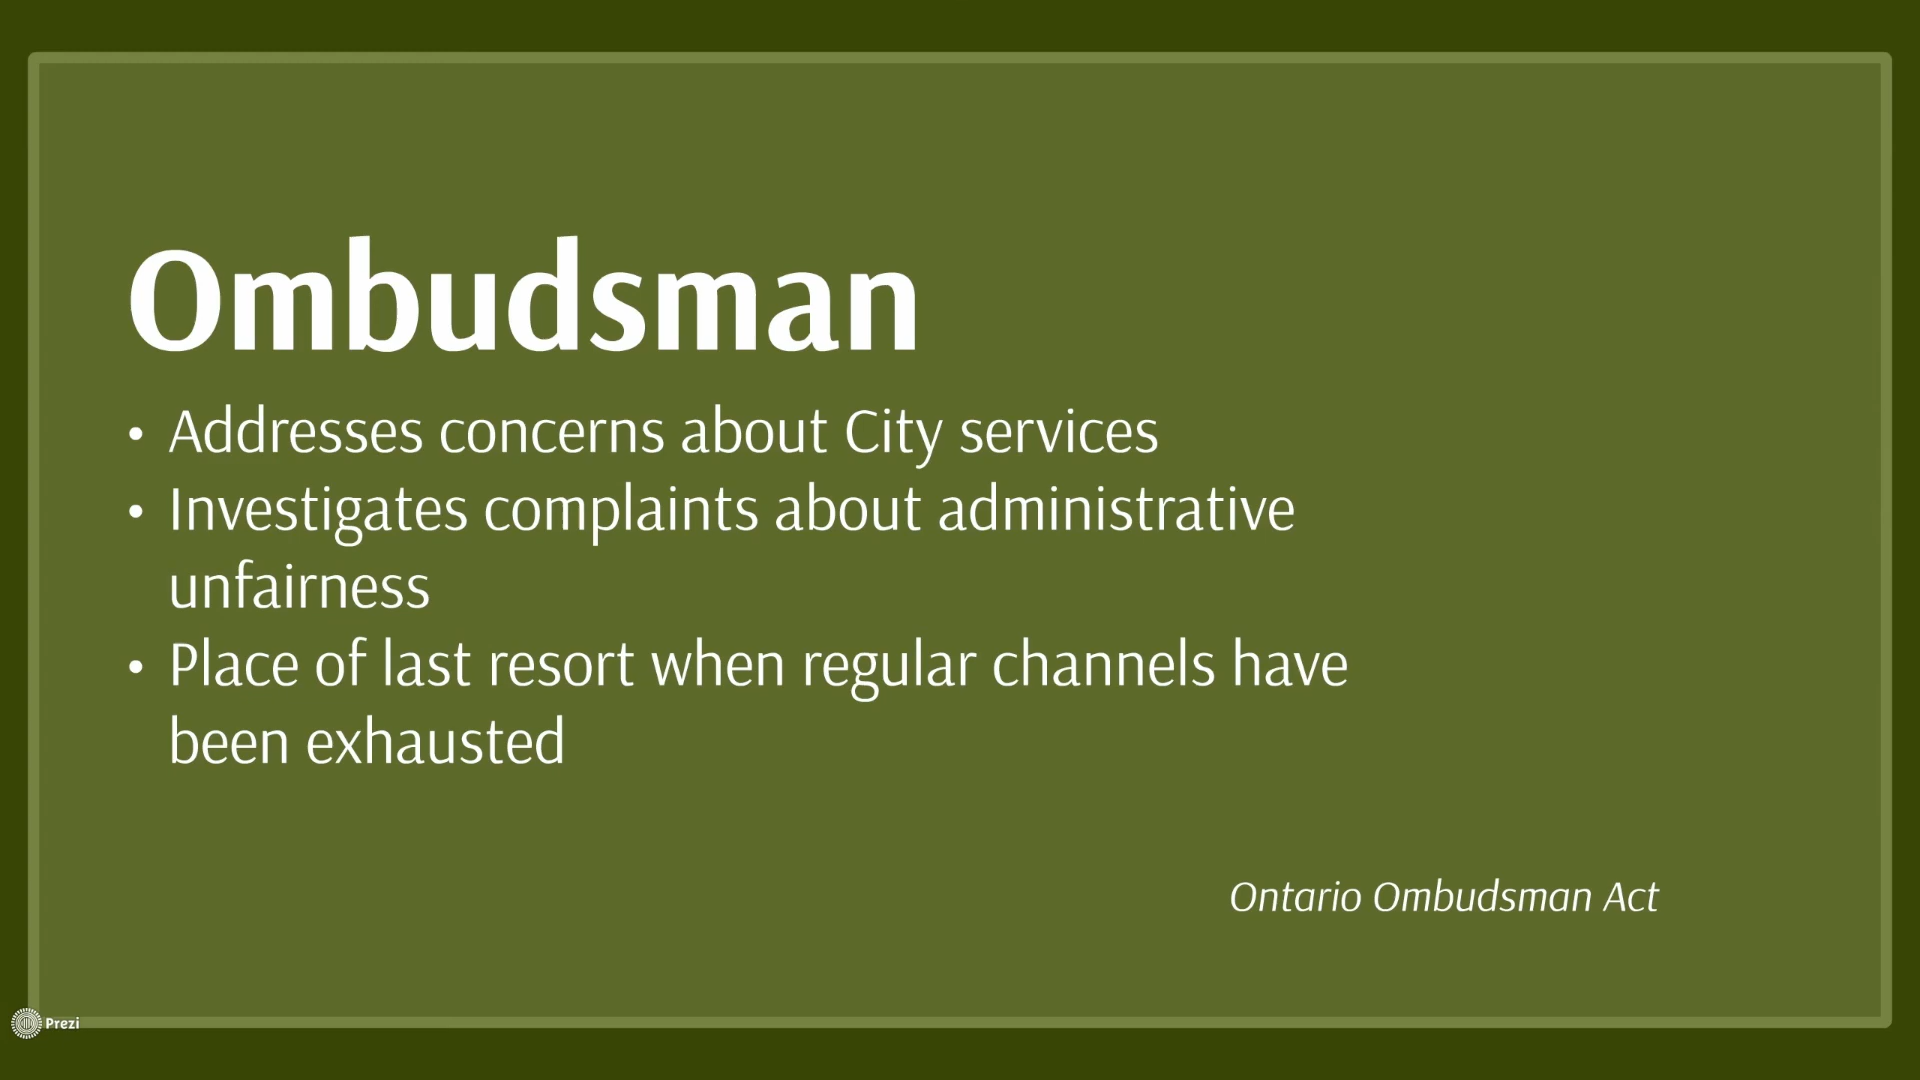 Ombudsman
• Addresses concerns about City services
• Investigates complaints about administrative
unfairness
• Place of last resort when regular channels have
been exhausted
Ontario Ombudsman Act
Prezi